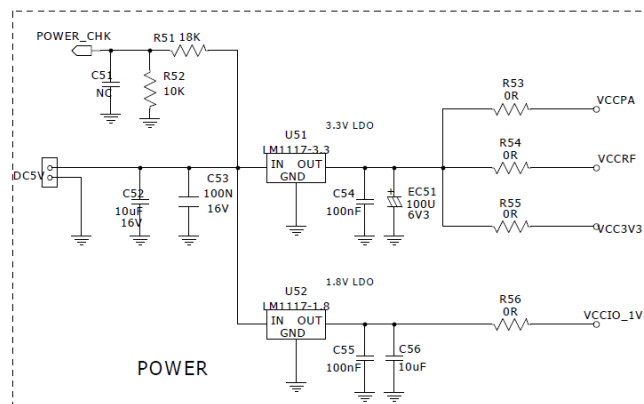 POWER_CHK
R51 18K
C51
NC
R52
10K
R53
0R
VCCPA
U51
3.3V LDO
LM1117-3.3
IN OUT
GND
R54
0R
VCCRF
DC5V
C52
10uF
16V
C53
100N
16V
C54
100nF
+
EC51
100U
6V3
R55
0R
VCC3V3
U52
1.8V LDO
LM1117-1.8
IN OUT
GND
R56
0R
VCCIO_1V
C55
100nF
C56
10uF
POWER